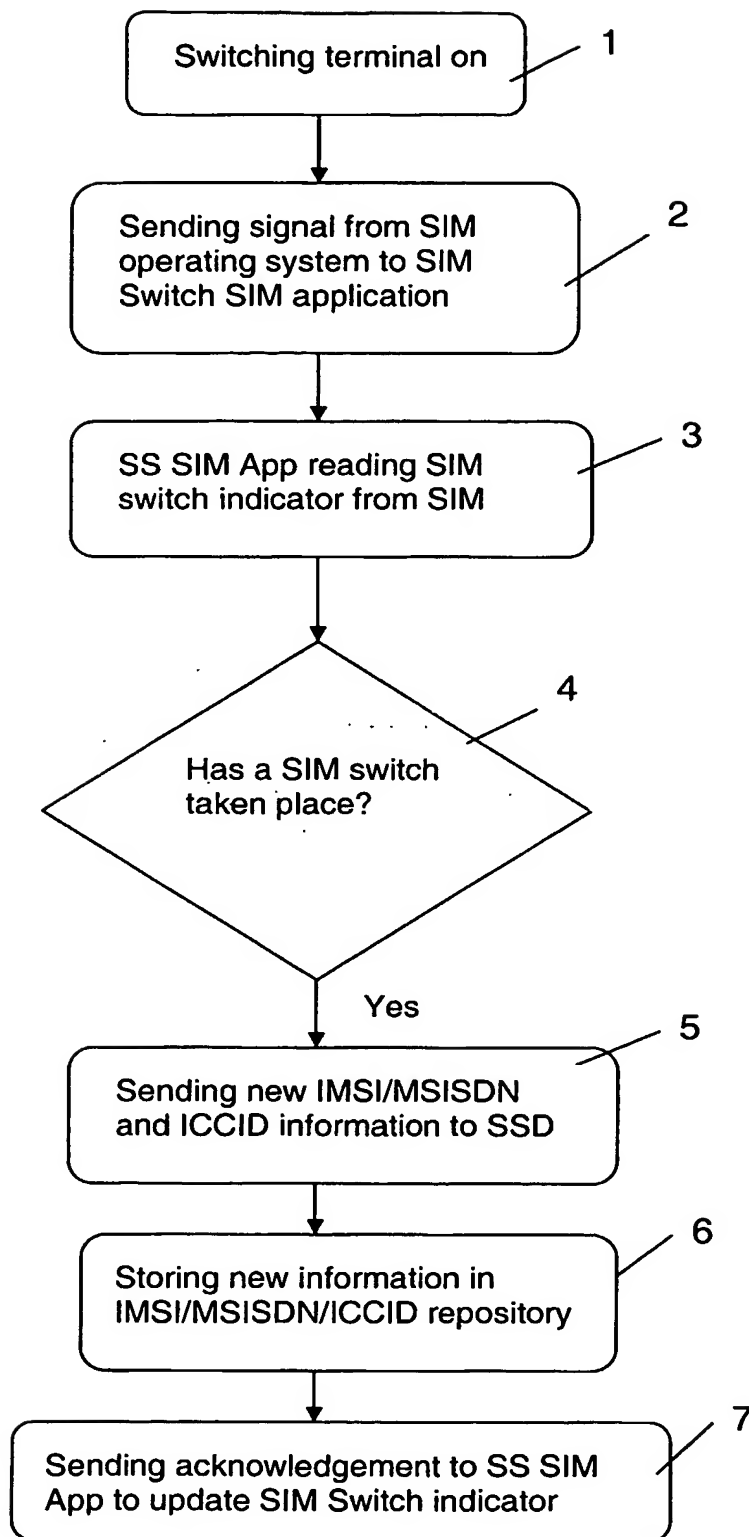 Switching terminal on
1
Sending signal from SIM
operating system to SIM
Switch SIM application
2
SS SIM App reading SIM
switch indicator from SIM
3
Has a SIM switch
taken place?
4
Yes
Sending new IMSI/MSISDN
and ICCID information to SSD
5
Storing new information in
IMSI/MSISDN/ICCID repository
6
Sending acknowledgement to SS SIM
App to update SIM Switch indicator
7